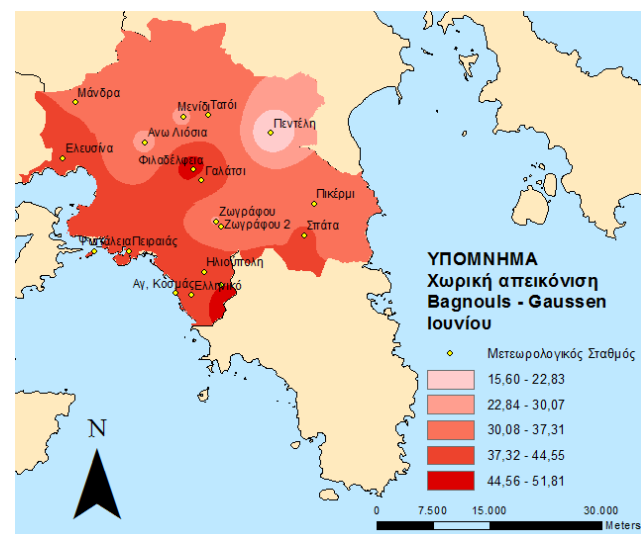 Μάνδρα
Μενίδι
Τατόι
Ανω Λιόσια
Πεντέλη
Ελευσίνα
Φιλαδέλφεια
Γαλάτσι
Πικέρμι
Ζωγράφου
Ζωγράφου 2
Σπάτα
Πειραιάς
Ηλιούπολη
Αγ. Κοσμάς
Ελληνικό
ΥΠΟΜΝΗΜΑ
Χωρική απεικόνιση
Bagnouls - Gaussen
Ιουνίου
Μετεωρολογικός Σταθμός
15,60 - 22,83
22,84 - 30,07
30,08 - 37,31
37,32 - 44,55
44,56 - 51,81
N
0 7.500 15.000 30.000
Meters